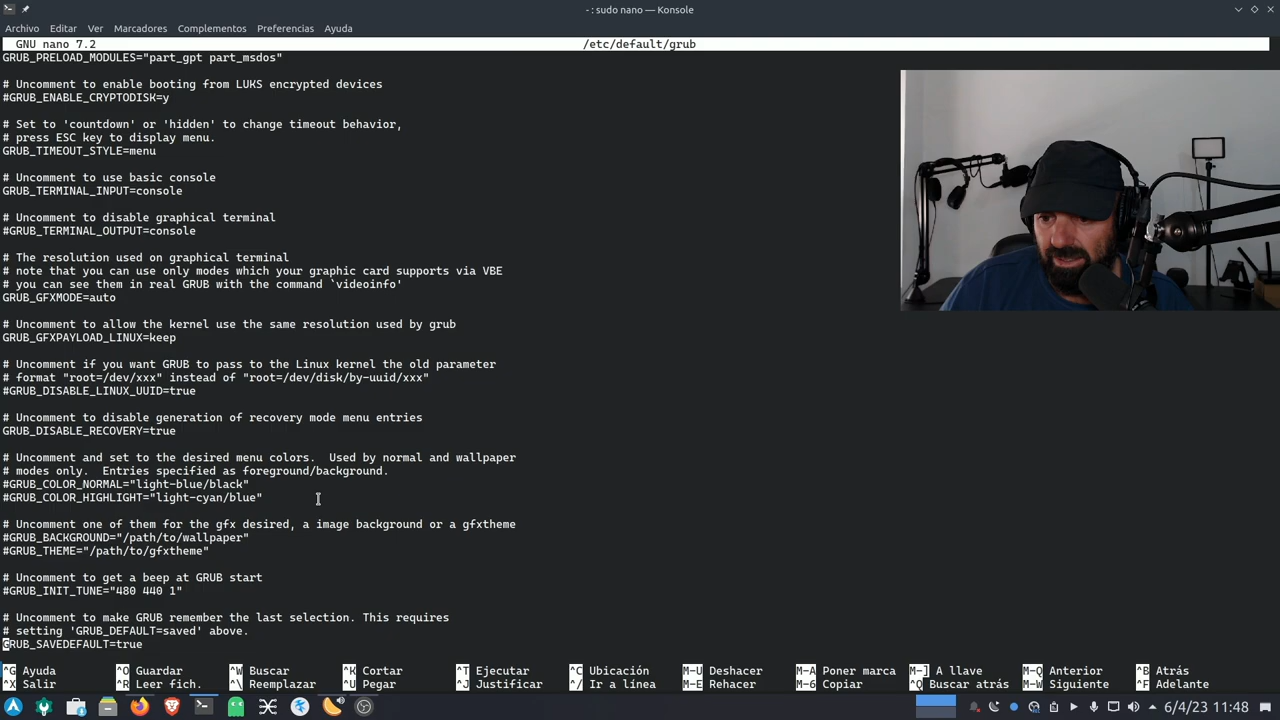 - : sudo nano — Konsole
Archivo Editar Ver Marcadores Complementos Preferencias Ayuda
GNU nano 7.2 /etc/default/grub
GRUB_PRELOAD_MODULES="part_gpt part_msdos"
# Uncomment to enable booting from LUKS encrypted devices
#GRUB_ENABLE_CRYPTODISK=y
# Set to 'countdown' or 'hidden' to change timeout behavior,
# press ESC key to display menu.
GRUB_TIMEOUT_STYLE=menu
# Uncomment to use basic console
GRUB_TERMINAL_INPUT=console
# Uncomment to disable graphical terminal
#GRUB_TERMINAL_OUTPUT=console
# The resolution used on graphical terminal
# note that you can use only modes which your graphic card supports via VBE
# you can see them in real GRUB with the command `videoinfo'
GRUB_GFXMODE=auto
# Uncomment to allow the kernel use the same resolution used by grub
GRUB_GFXPAYLOAD_LINUX=keep
# Uncomment if you want GRUB to pass to the Linux kernel the old parameter
# format "root=/dev/xxx" instead of "root=/dev/disk/by-uuid/xxx"
#GRUB_DISABLE_LINUX_UUID=true
# Uncomment to disable generation of recovery mode menu entries
GRUB_DISABLE_RECOVERY=true
# Uncomment and set to the desired menu colors.  Used by normal and wallpaper
# modes only.  Entries specified as foreground/background.
#GRUB_COLOR_NORMAL="light-blue/black"
#GRUB_COLOR_HIGHLIGHT="light-cyan/blue"
# Uncomment one of them for the gfx desired, a image background or a gfxtheme
#GRUB_BACKGROUND="/path/to/wallpaper"
#GRUB_THEME="/path/to/gfxtheme"
# Uncomment to get a beep at GRUB start
#GRUB_INIT_TUNE="480 440 1"
# Uncomment to make GRUB remember the last selection. This requires
# setting 'GRUB_DEFAULT=saved' above.
GRUB_SAVEDEFAULT=true
^G Ayuda ^O Guardar ^W Buscar ^K Cortar ^T Ejecutar ^C Ubicación M-U Deshacer M-A Poner marca M-] A llave M-Q Anterior ^B Atrás
^X Salir ^R Leer fich. ^\ Reemplazar ^U Pegar ^J Justificar ^/ Ir a línea M-E Rehacer M-6 Copiar ^Q Buscar atrás M-W Siguiente ^F Adelante
6/4/23 11:48